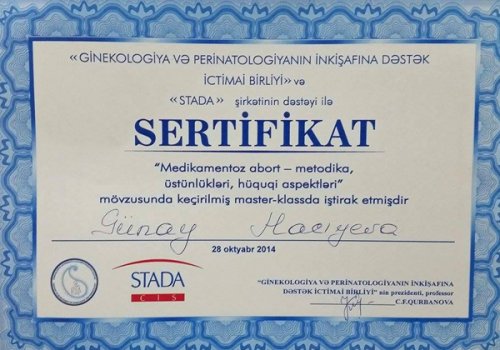 «GİNEKOLOGİYA VƏ PERİNATOLOGİYANIN İNKİŞAFINA DƏSTƏK
İCTİMAİ BİRLİYİ» və
«STADA» şirkətinin dəstəyi ilə
SERTİFİKAT
"Medikamentoz abort – metodika,
üstünlükləri, hüquqi aspektləri"
mövzusunda keçirilmiş master-klassda iştirak etmişdir
Günay Hacıyeva
28 oktyabr 2014
STADA
CIS
"GİNEKOLOGİYA VƏ PERİNATOLOGİYANIN İNKİŞAFINA
DƏSTƏK İCTİMAİ BİRLİYİ" nin prezidenti, professor
C.F.QURBANOVA